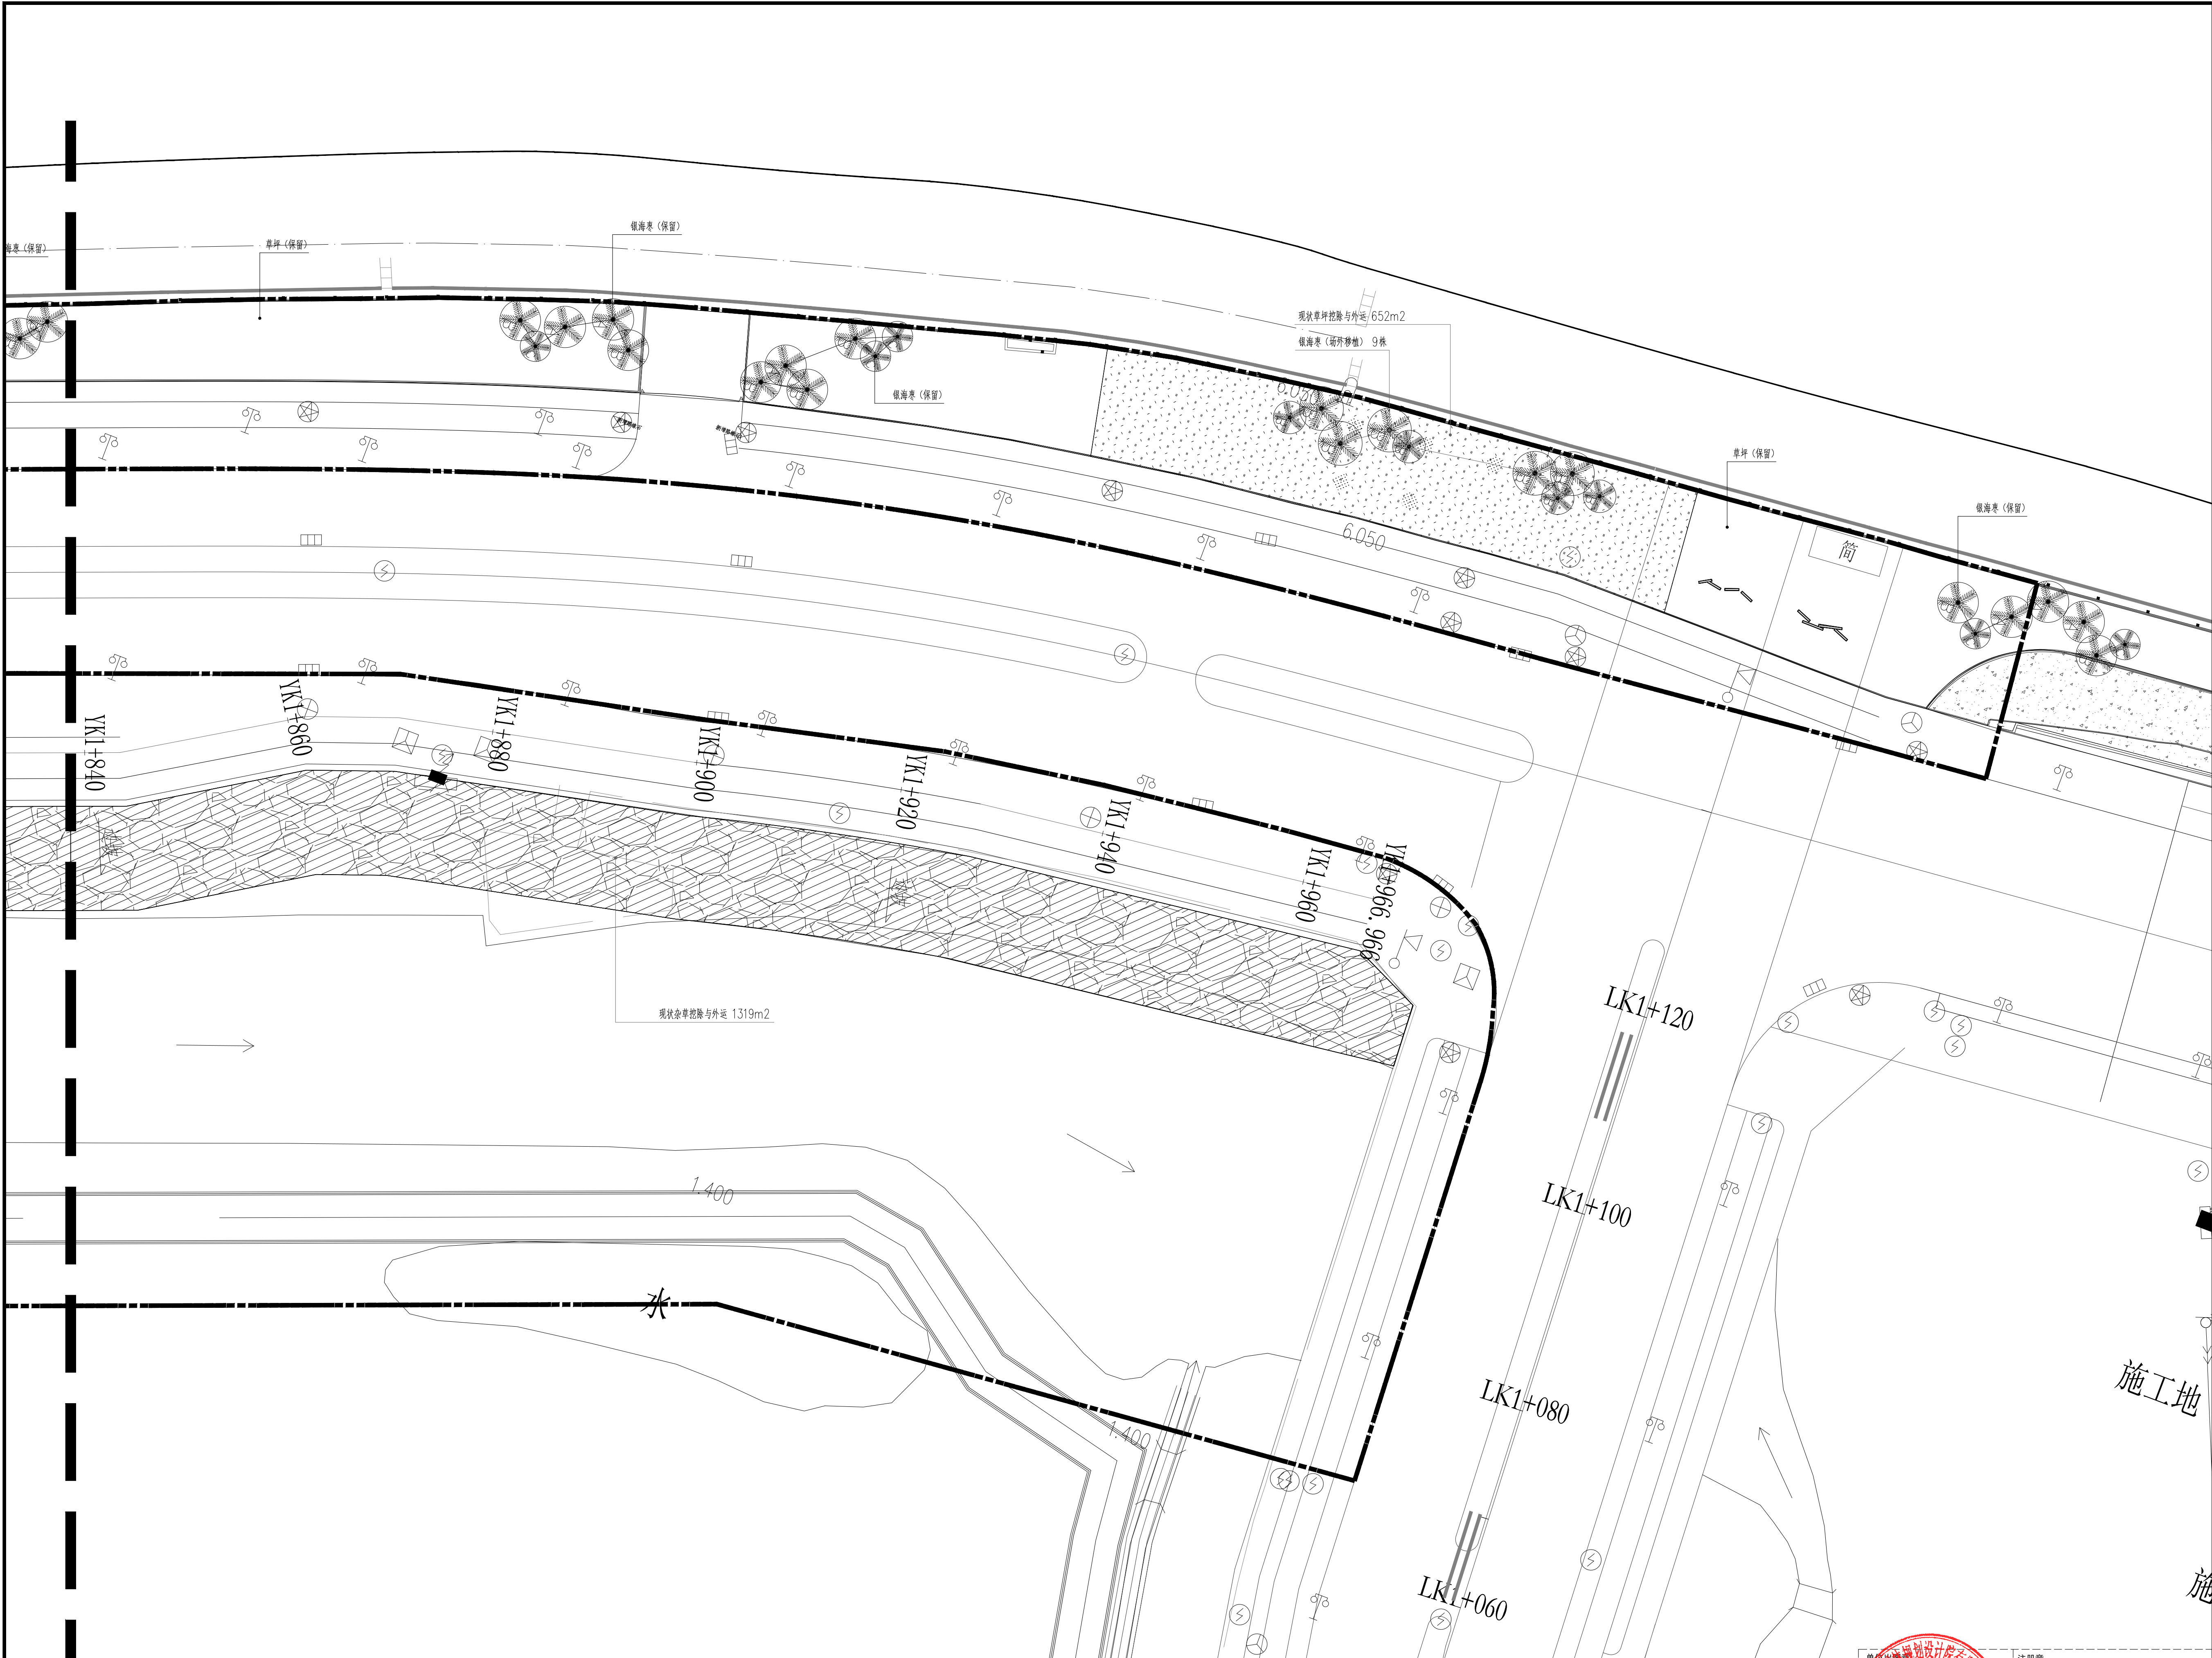 银海枣（保留）
海枣（保留）
草坪（保留）
现状草坪挖除与外运 652m2
银海枣（场外移植） 9株
银海枣（保留）
6.050
草坪（保留）
银海枣（保留）
6.050
简
YK1+840
YK1+860
YK1+880
YK1+900
YK1+920
YK1+940
YK1+960
YK1+966.966
现状杂草挖除与外运 1319m2
LK1+120
1.400
LK1+100
水
施工地
LK1+080
1.400
LK1+060
施